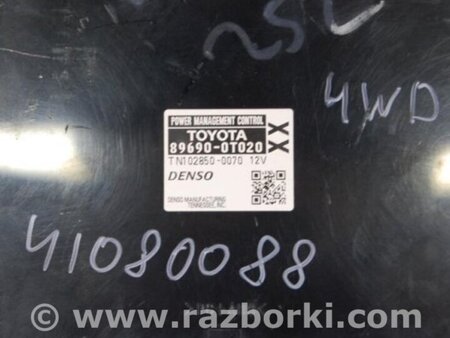 25L
4WD
POWER MANAGEMENT CONTROL
TOYOTA
89690-0T020
XX
TN102850-0070 12V
DENSO
DENSO MANUFACTURING
TENNESSEE, INC.
41080088
www.razborki.com